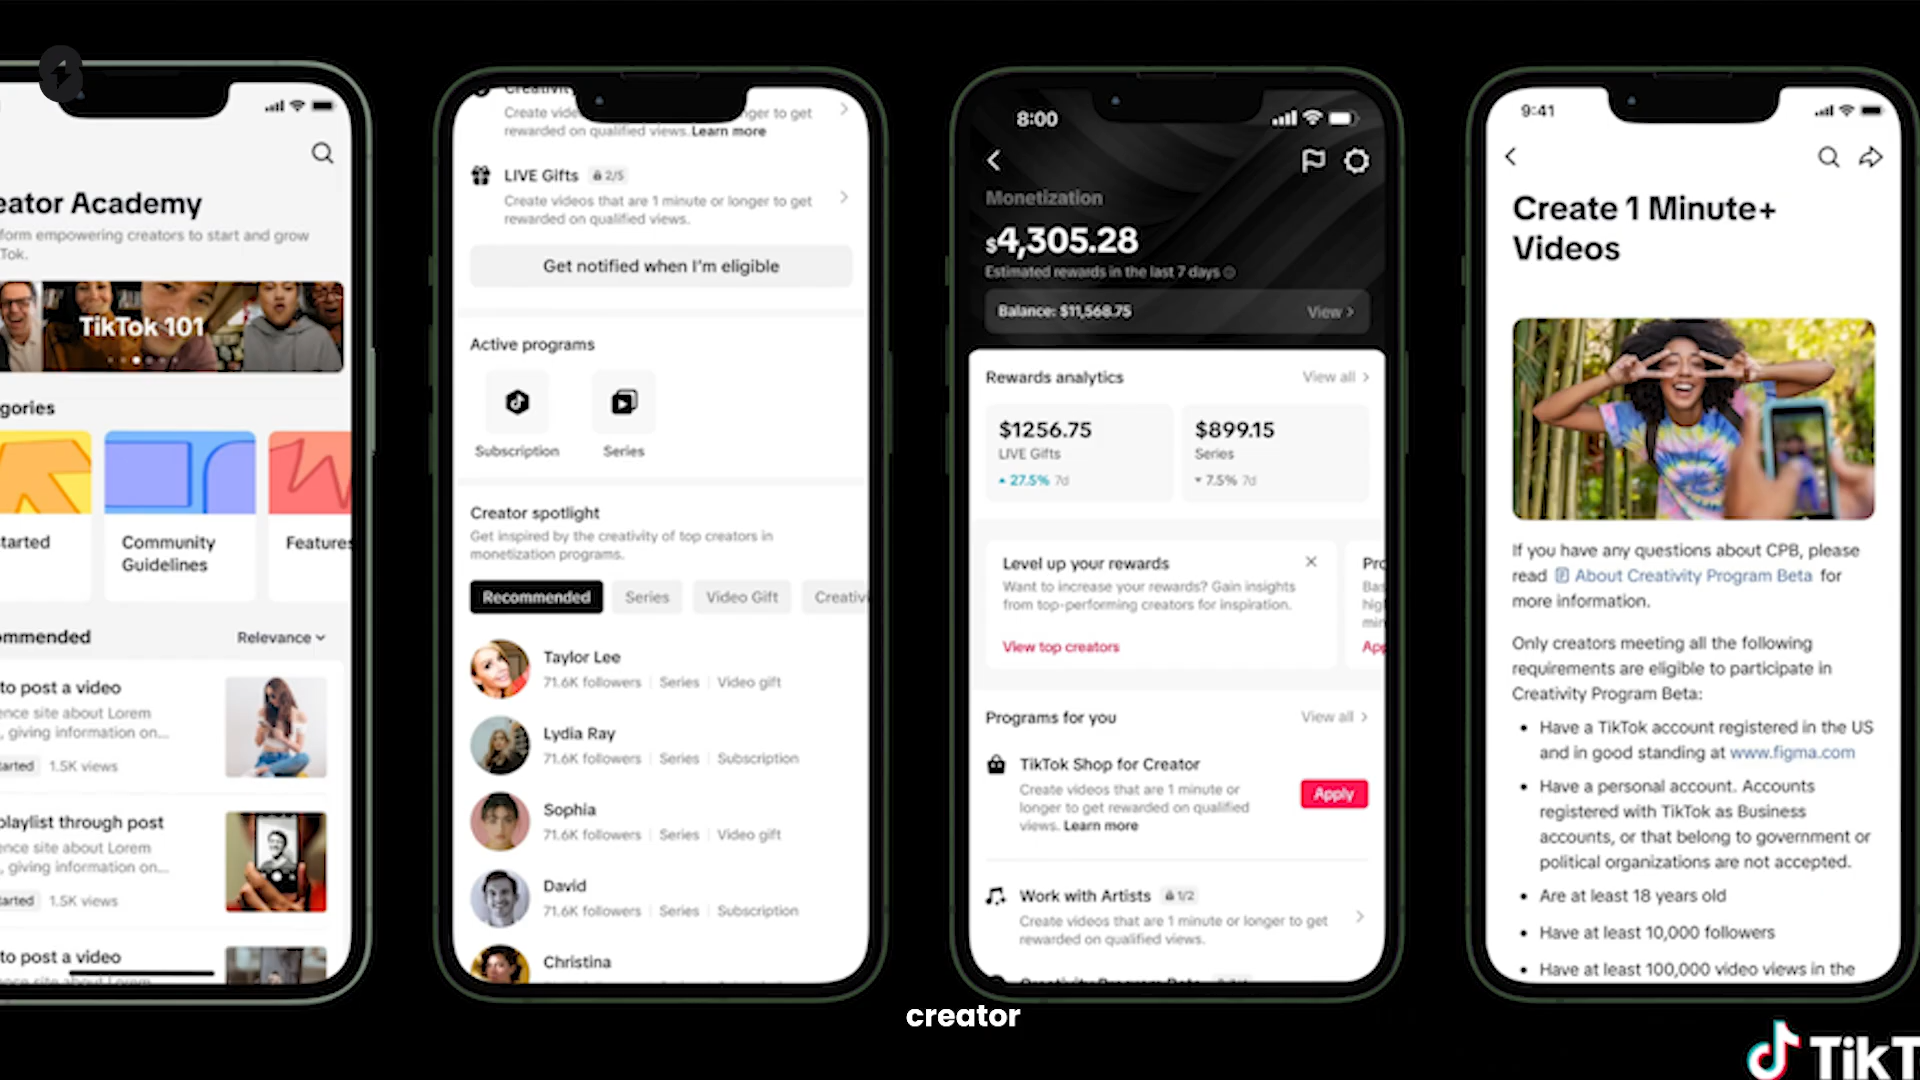 eator Academy
form empowering creators to start and grow
Tok.
TikTok 101
gories
tarted
Community
Guidelines
Features
ommended
Relevance
to post a video
ence site about Lorem
, giving information on...
arted
1.5K views
playlist through post
ence site about Lorem
, giving information on...
arted
1.5K views
to post a video
Create vide
nger to get
rewarded on qualified views. Learn more
LIVE Gifts
2/5
Create videos that are 1 minute or longer to get
rewarded on qualified views.
Get notified when I'm eligible
Active programs
Subscription
Series
Creator spotlight
Get inspired by the creativity of top creators in
monetization programs.
Recommended
Series
Video Gift
Creativi
Taylor Lee
71.6K followers | Series | Video gift
Lydia Ray
71.6K followers | Series | Subscription
Sophia
71.6K followers | Series | Video gift
David
71.6K followers | Series | Subscription
Christina
8:00
Monetization
$4,305.28
Estimated rewards in the last 7 days
Balance: $11,568.75
View
Rewards analytics
View all
$1256.75
LIVE Gifts
27.5% 7d
$899.15
Series
7.5% 7d
Level up your rewards
Want to increase your rewards? Gain insights
from top-performing creators for inspiration.
View top creators
Pro
Bas
high
min
App
Programs for you
View all
TikTok Shop for Creator
Create videos that are 1 minute or
longer to get rewarded on qualified
views. Learn more
Apply
Work with Artists
1/2
Create videos that are 1 minute or longer to get
rewarded on qualified views.
9:41
Create 1 Minute+
Videos
If you have any questions about CPB, please
read About Creativity Program Beta for
more information.
Only creators meeting all the following
requirements are eligible to participate in
Creativity Program Beta:
• Have a TikTok account registered in the US
and in good standing at www.figma.com
• Have a personal account. Accounts
registered with TikTok as Business
accounts, or that belong to government or
political organizations are not accepted.
• Are at least 18 years old
• Have at least 10,000 followers
• Have at least 100,000 video views in the
creator
TikT